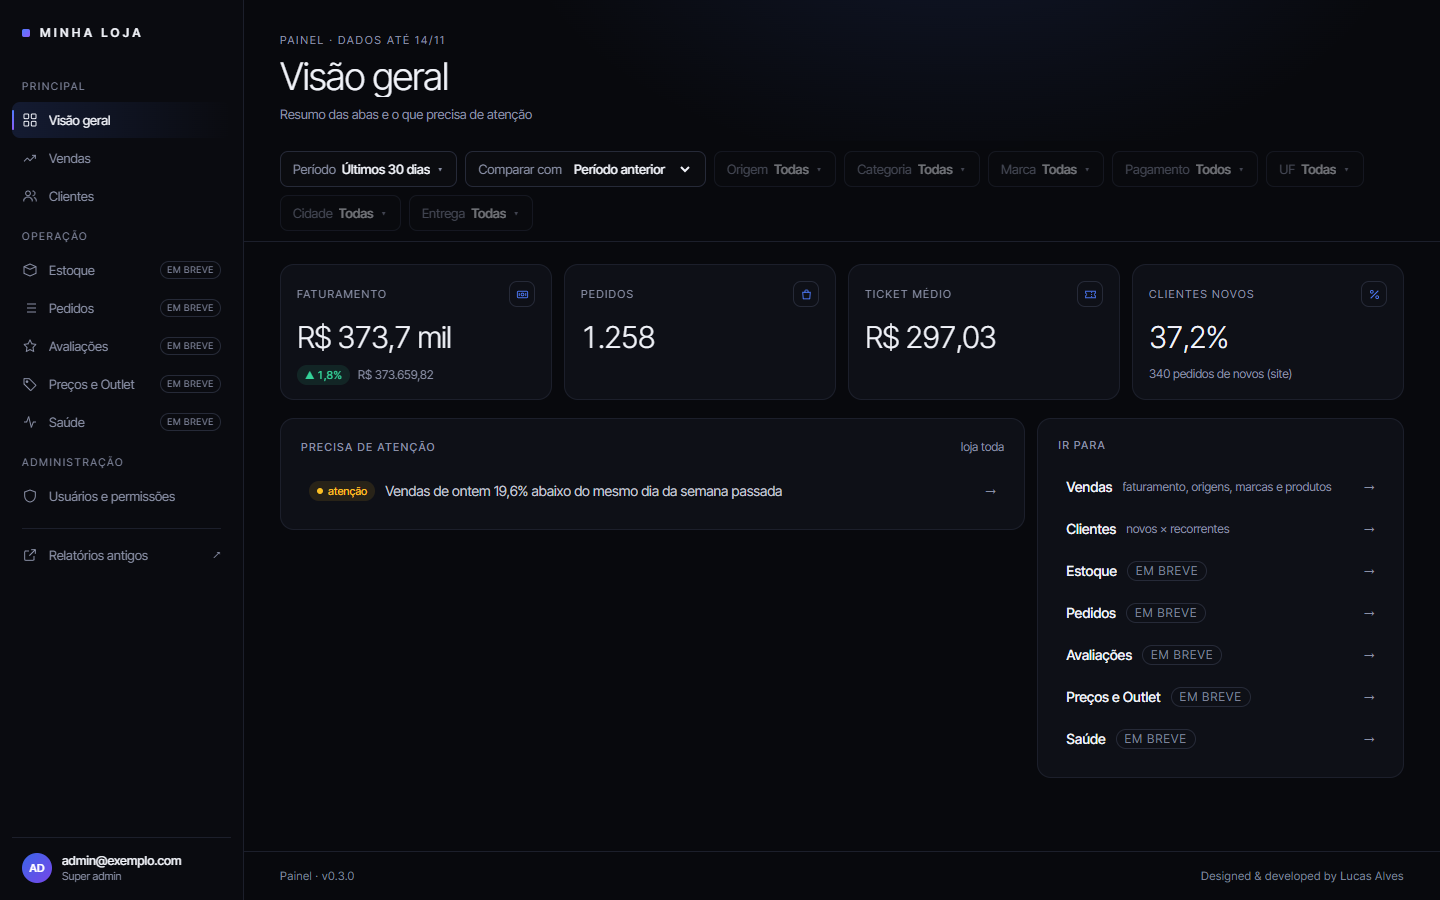 MINHA LOJA
PRINCIPAL
Visão geral
Vendas
Clientes
OPERAÇÃO
Estoque EM BREVE
Pedidos EM BREVE
Avaliações EM BREVE
Preços e Outlet EM BREVE
Saúde EM BREVE
ADMINISTRAÇÃO
Usuários e permissões
Relatórios antigos ↗
AD
admin@exemplo.com
Super admin
PAINEL · DADOS ATÉ 14/11
Visão geral
Resumo das abas e o que precisa de atenção
Período Últimos 30 dias Comparar com Período anterior Origem Todas Categoria Todas Marca Todas Pagamento Todos UF Todas
Cidade Todas Entrega Todas
FATURAMENTO
R$ 373,7 mil
▲ 1,8% R$ 373.659,82
PEDIDOS
1.258
TICKET MÉDIO
R$ 297,03
CLIENTES NOVOS
37,2%
340 pedidos de novos (site)
PRECISA DE ATENÇÃO loja toda
atenção Vendas de ontem 19,6% abaixo do mesmo dia da semana passada →
IR PARA
Vendas faturamento, origens, marcas e produtos →
Clientes novos × recorrentes →
Estoque EM BREVE →
Pedidos EM BREVE →
Avaliações EM BREVE →
Preços e Outlet EM BREVE →
Saúde EM BREVE →
Painel · v0.3.0
Designed & developed by Lucas Alves